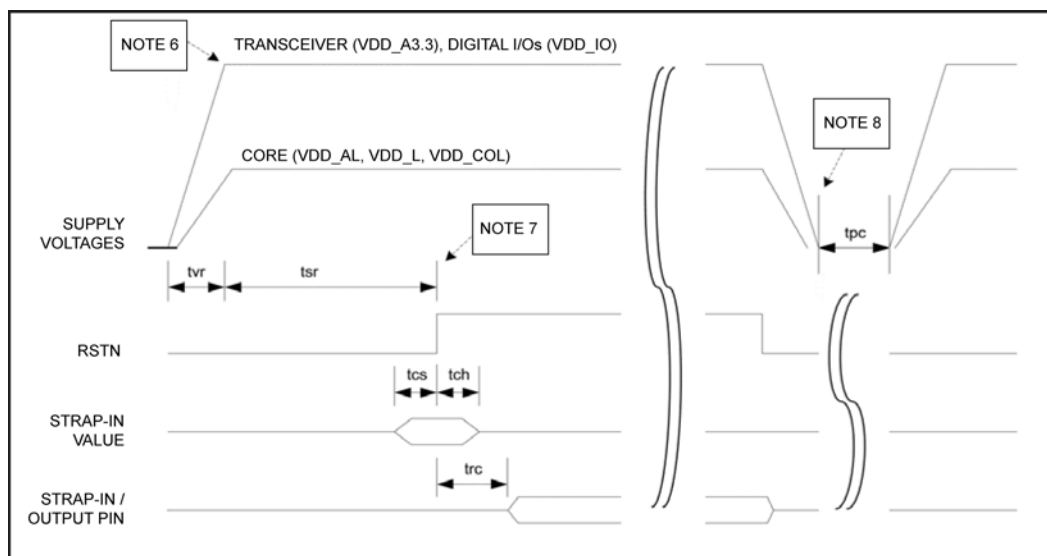 NOTE 6
TRANSCEIVER (VDD_A3.3), DIGITAL I/Os (VDD_IO)
NOTE 8
CORE (VDD_AL, VDD_L, VDD_COL)
SUPPLY
VOLTAGES
NOTE 7
tpc
tvr
tsr
RSTN
tcs
tch
STRAP-IN
VALUE
trc
STRAP-IN /
OUTPUT PIN